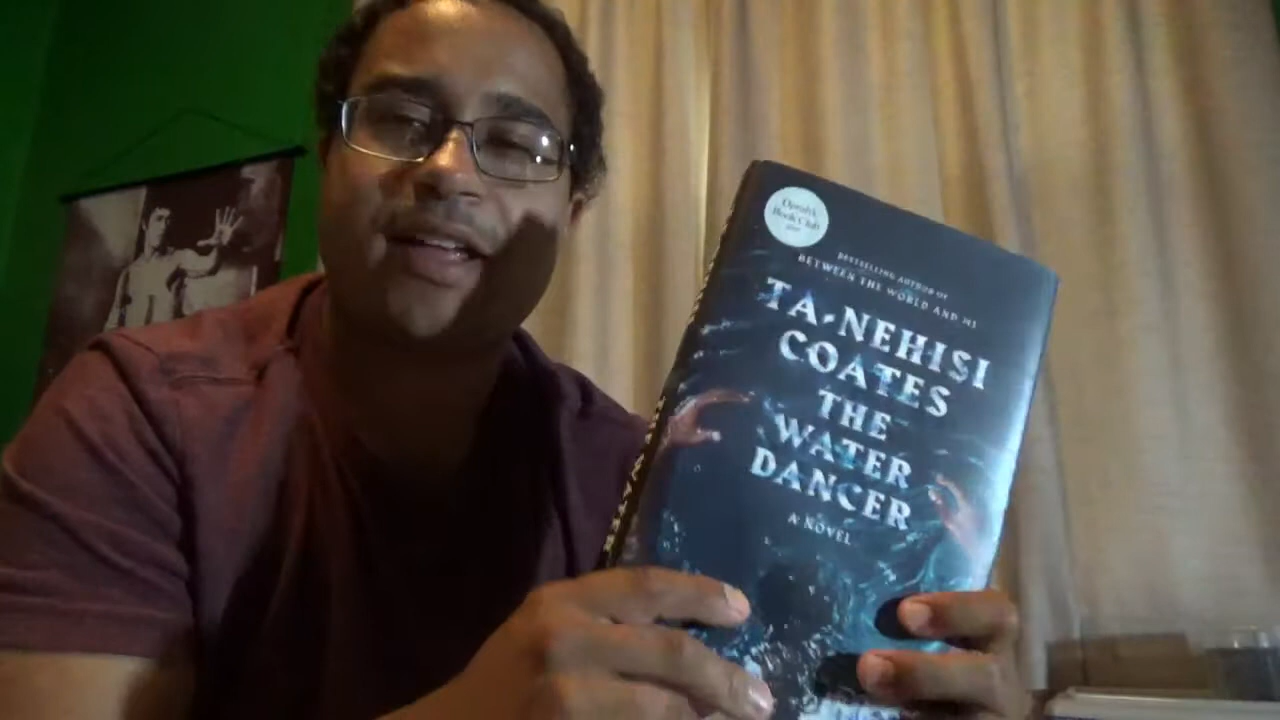 Oprah's
Book Club
BESTSELLING AUTHOR OF
BETWEEN THE WORLD AND ME
TA-NEHISI
COATES
THE
WATER
DANCER
A NOVEL